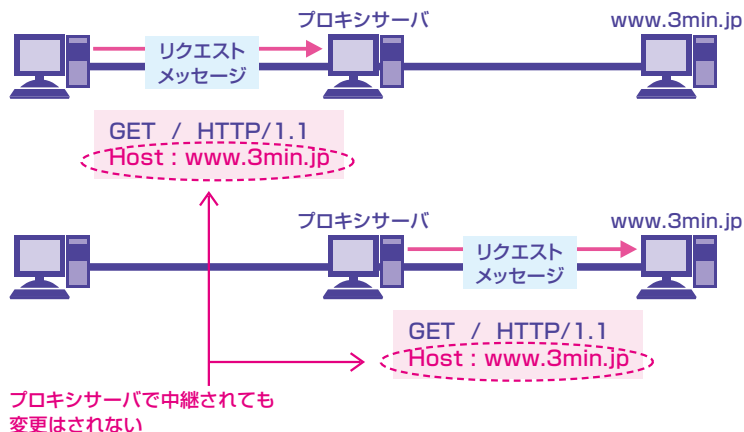 プロキシサーバ
www.3min.jp
リクエスト
メッセージ
GET / HTTP/1.1
Host : www.3min.jp
プロキシサーバ
www.3min.jp
リクエスト
メッセージ
GET / HTTP/1.1
Host : www.3min.jp
プロキシサーバで中継されても
変更はされない